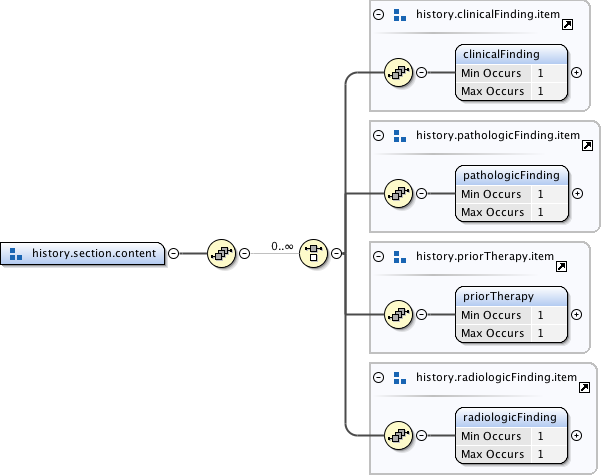 history.clinicalFinding.item
clinicalFinding
Min Occurs 1
Max Occurs 1
history.pathologicFinding.item
pathologicFinding
Min Occurs 1
Max Occurs 1
history.section.content
0..∞
history.priorTherapy.item
priorTherapy
Min Occurs 1
Max Occurs 1
history.radiologicFinding.item
radiologicFinding
Min Occurs 1
Max Occurs 1